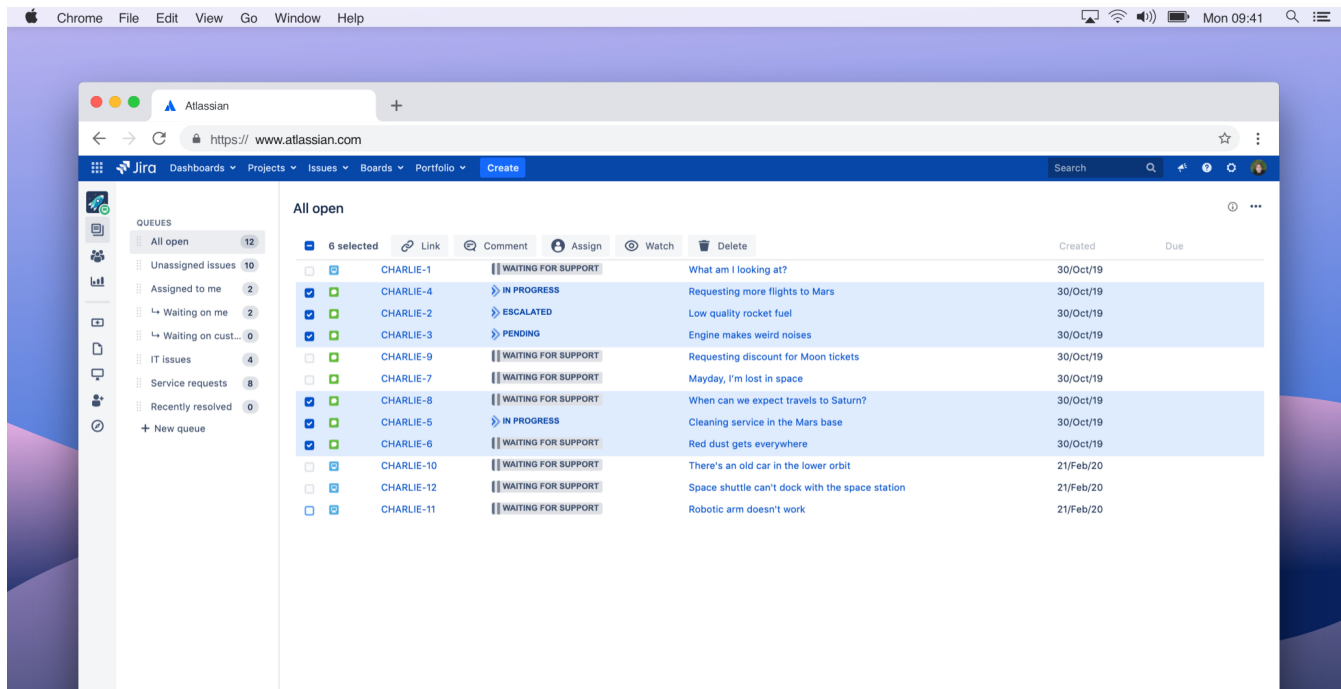 Chrome File Edit View Go Window Help Mon 09:41
Atlassian
https:// www.atlassian.com
Jira Dashboards Projects Issues Boards Portfolio Create Search
QUEUES
All open 12
Unassigned issues 10
Assigned to me 2
Waiting on me 2
Waiting on cust... 0
IT issues 4
Service requests 8
Recently resolved 0
New queue
All open
6 selected Link Comment Assign Watch Delete Created Due
CHARLIE-1 WAITING FOR SUPPORT What am I looking at? 30/Oct/19
CHARLIE-4 IN PROGRESS Requesting more flights to Mars 30/Oct/19
CHARLIE-2 ESCALATED Low quality rocket fuel 30/Oct/19
CHARLIE-3 PENDING Engine makes weird noises 30/Oct/19
CHARLIE-9 WAITING FOR SUPPORT Requesting discount for Moon tickets 30/Oct/19
CHARLIE-7 WAITING FOR SUPPORT Mayday, I'm lost in space 30/Oct/19
CHARLIE-8 WAITING FOR SUPPORT When can we expect travels to Saturn? 30/Oct/19
CHARLIE-5 IN PROGRESS Cleaning service in the Mars base 30/Oct/19
CHARLIE-6 WAITING FOR SUPPORT Red dust gets everywhere 30/Oct/19
CHARLIE-10 WAITING FOR SUPPORT There's an old car in the lower orbit 21/Feb/20
CHARLIE-12 WAITING FOR SUPPORT Space shuttle can't dock with the space station 21/Feb/20
CHARLIE-11 WAITING FOR SUPPORT Robotic arm doesn't work 21/Feb/20